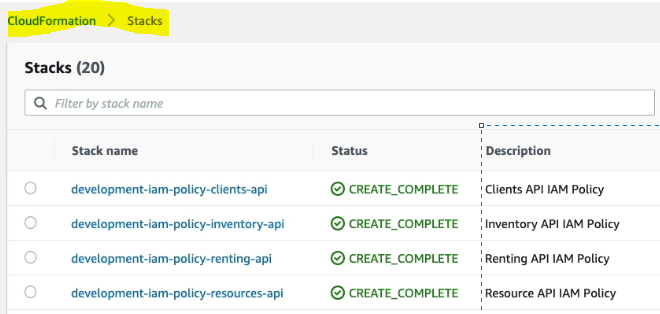 CloudFormation > Stacks
Stacks (20)
Filter by stack name
Stack name Status Description
development-iam-policy-clients-api CREATE_COMPLETE Clients API IAM Policy
development-iam-policy-inventory-api CREATE_COMPLETE Inventory API IAM Policy
development-iam-policy-renting-api CREATE_COMPLETE Renting API IAM Policy
development-iam-policy-resources-api CREATE_COMPLETE Resource API IAM Policy